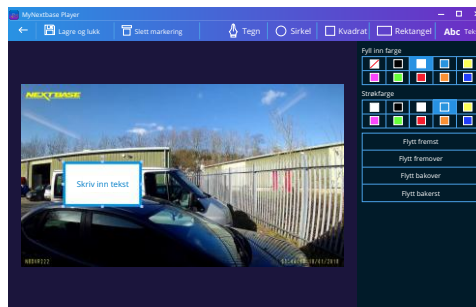 MyNextbase Player
Lagre og lukk
Slett markering
Tegn
Sirkel
Kvadrat
Rektangel
Abc
Fyll inn farge
NEXTBASE
Strøkfarge
Flytt fremst
Flytt fremover
Flytt bakover
Flytt bakerst
Skriv inn tekst